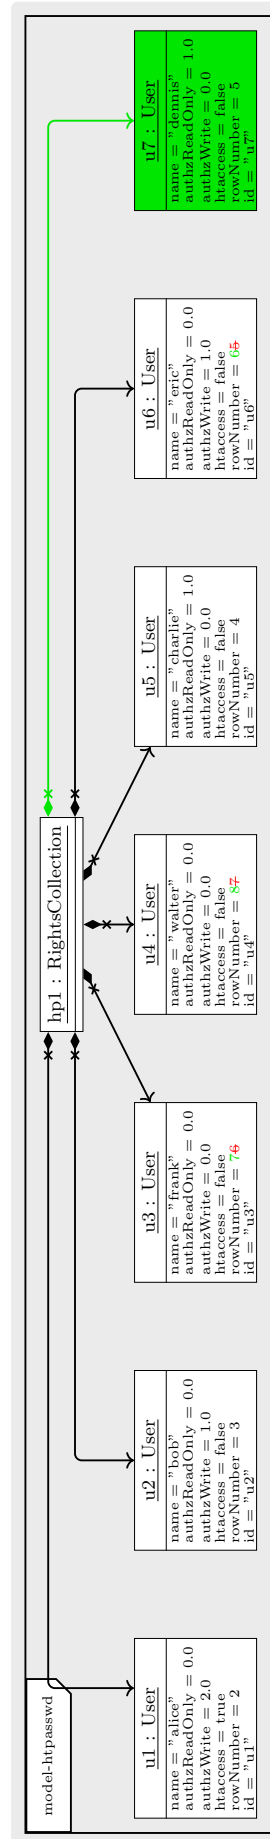 model-htpasswd
hp1 : RightsCollection
u1 : User
name = "alice"
authzReadOnly = 0.0
authzWrite = 2.0
htaccess = true
rowNumber = 2
id = "u1"
u2 : User
name = "bob"
authzReadOnly = 0.0
authzWrite = 1.0
htaccess = false
rowNumber = 3
id = "u2"
u3 : User
name = "frank"
authzReadOnly = 0.0
authzWrite = 0.0
htaccess = false
rowNumber = 76
id = "u3"
u4 : User
name = "walter"
authzReadOnly = 0.0
authzWrite = 0.0
htaccess = false
rowNumber = 87
id = "u4"
u5 : User
name = "charlie"
authzReadOnly = 1.0
authzWrite = 0.0
htaccess = false
rowNumber = 4
id = "u5"
u6 : User
name = "eric"
authzReadOnly = 0.0
authzWrite = 1.0
htaccess = false
rowNumber = 65
id = "u6"
u7 : User
name = "dennis"
authzReadOnly = 1.0
authzWrite = 0.0
htaccess = false
rowNumber = 5
id = "u7"